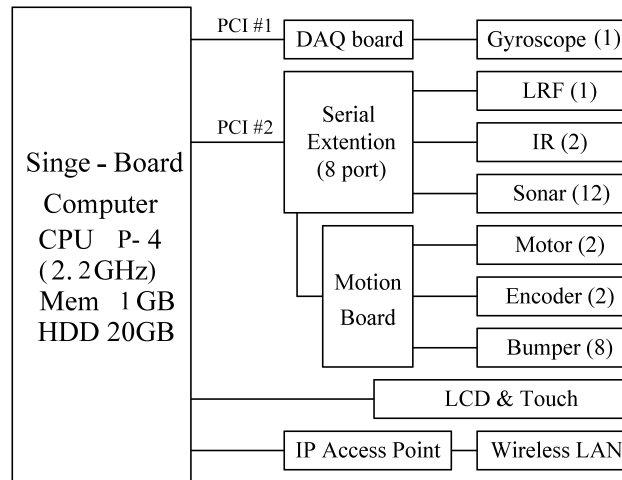 PCI #1
DAQ board
Gyroscope (1)
LRF (1)
PCI #2
Serial
Extention
(8 port)
IR (2)
Sonar (12)
Singe - Board
Computer
CPU P- 4
(2. 2GHz)
Mem 1 GB
HDD 20GB
Motion
Board
Motor (2)
Encoder (2)
Bumper (8)
LCD & Touch
IP Access Point
Wireless LAN